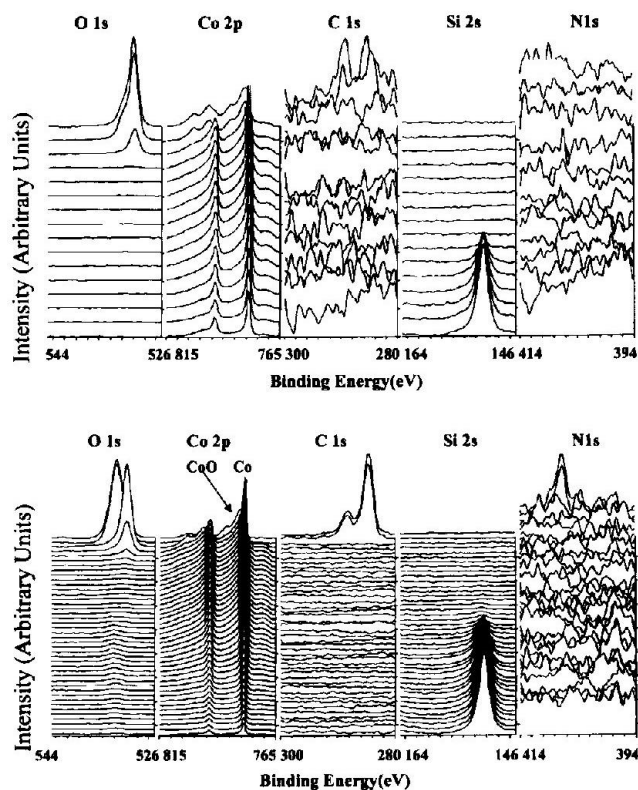 O 1s Co 2p C 1s Si 2s N1s
Intensity (Arbitrary Units)
544 526 815 765 300 280 164 146 414 394
Binding Energy(eV)
O 1s Co 2p C 1s Si 2s N1s
CoO Co
Intensity (Arbitrary Units)
544 526 815 765 300 280 164 146 414 394
Binding Energy(eV)